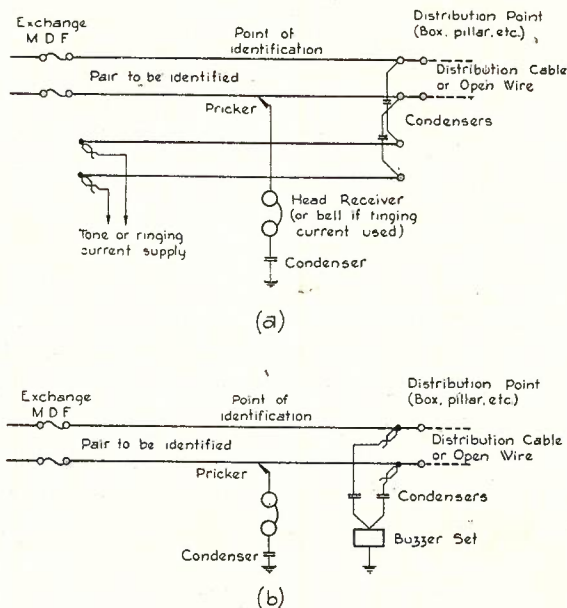 Exchange
M D F
Point of
identification
Distribution Point
(Box, pillar, etc.)
Pair to be identified
Distribution Cable
or Open Wire
Pricker
Condensers
Head Receiver
(or bell if ringing
current used)
Tone or ringing
current supply
Condenser
(a)
Exchange
M D F
Point of
identification
Distribution Point
(Box, pillar, etc.)
Pair to be identified
Distribution Cable
or Open Wire
Pricker
Condensers
Condenser
Buzzer Set
(b)